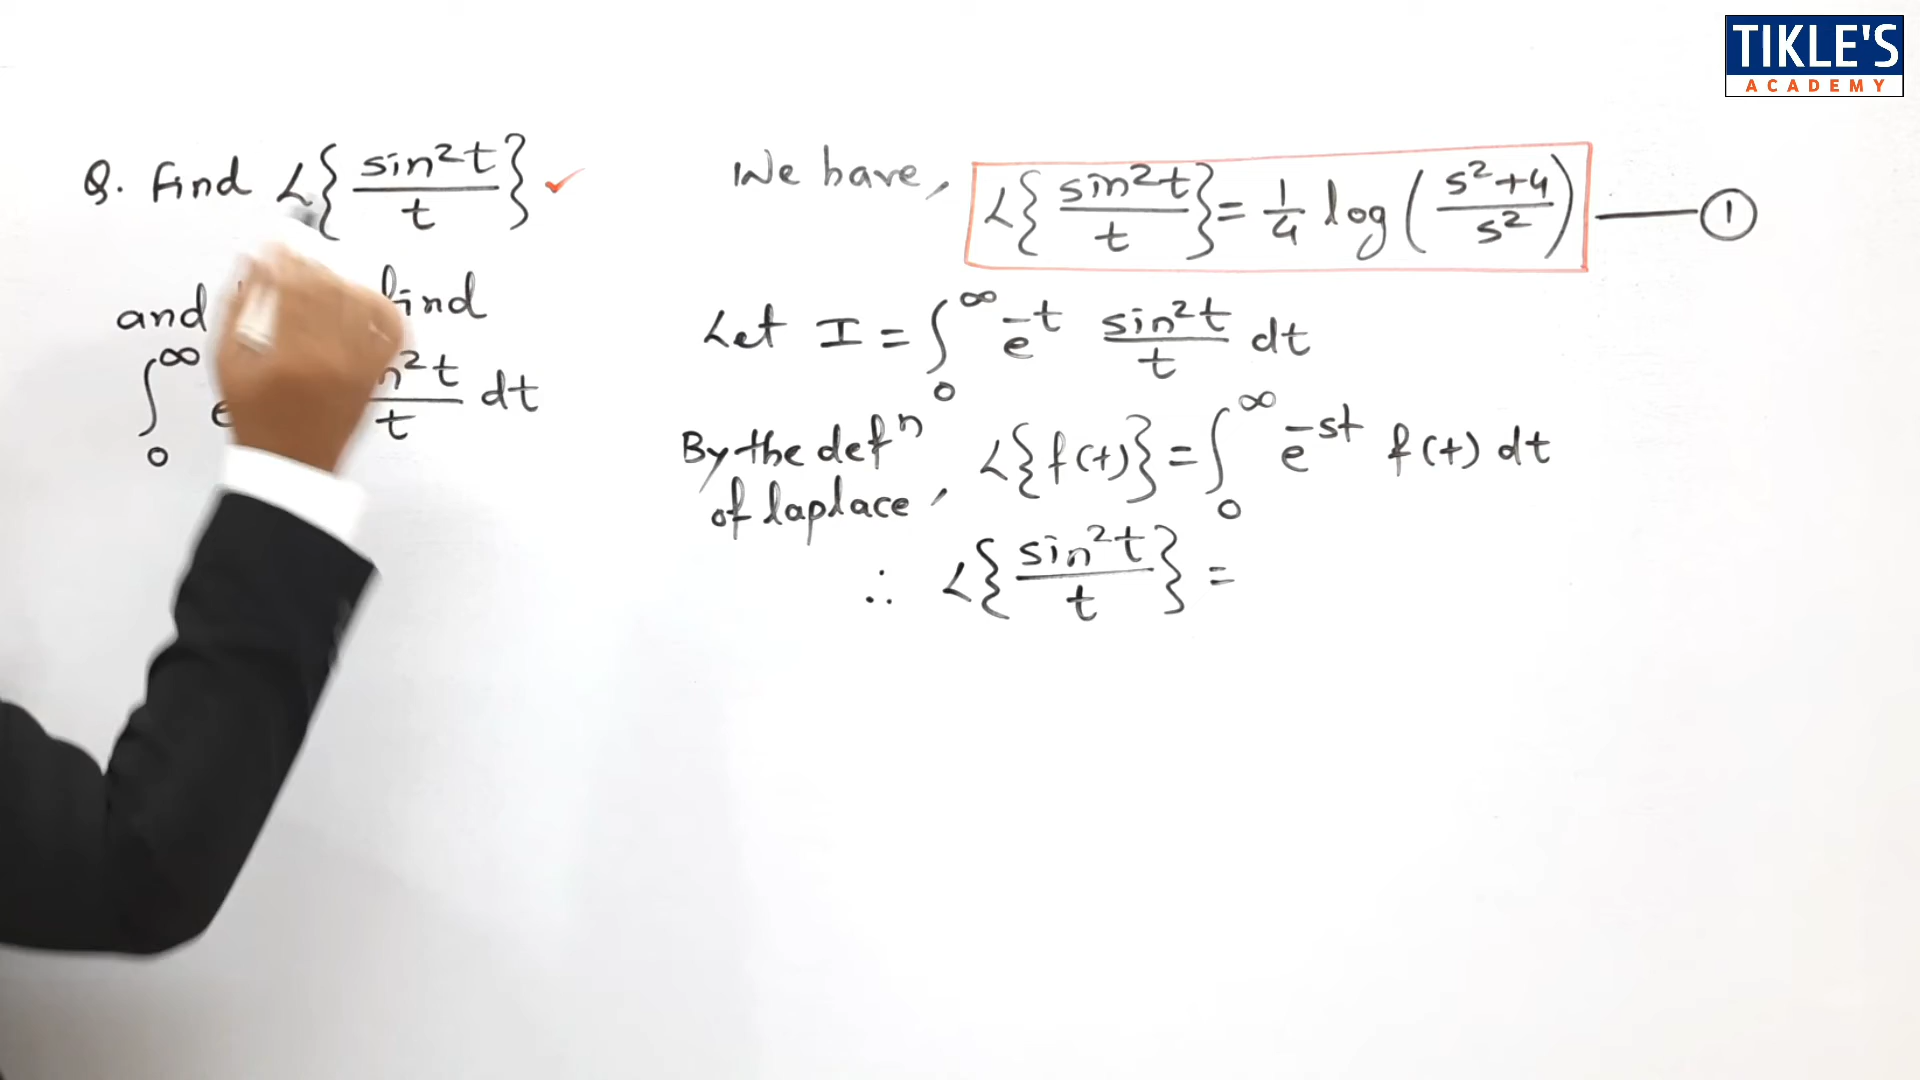 TIKLE'S
ACADEMY
Q. Find L{sin²t/t} ✓
and find
∫₀^∞ e n²t/t dt
We have, L{sin²t/t} = 1/4 log((s²+4)/s²) —— ①
Let I = ∫₀^∞ e^-t sin²t/t dt
By the defⁿ
of laplace, L{f(t)} = ∫₀^∞ e^-st f(t) dt
∴ L{sin²t/t} =